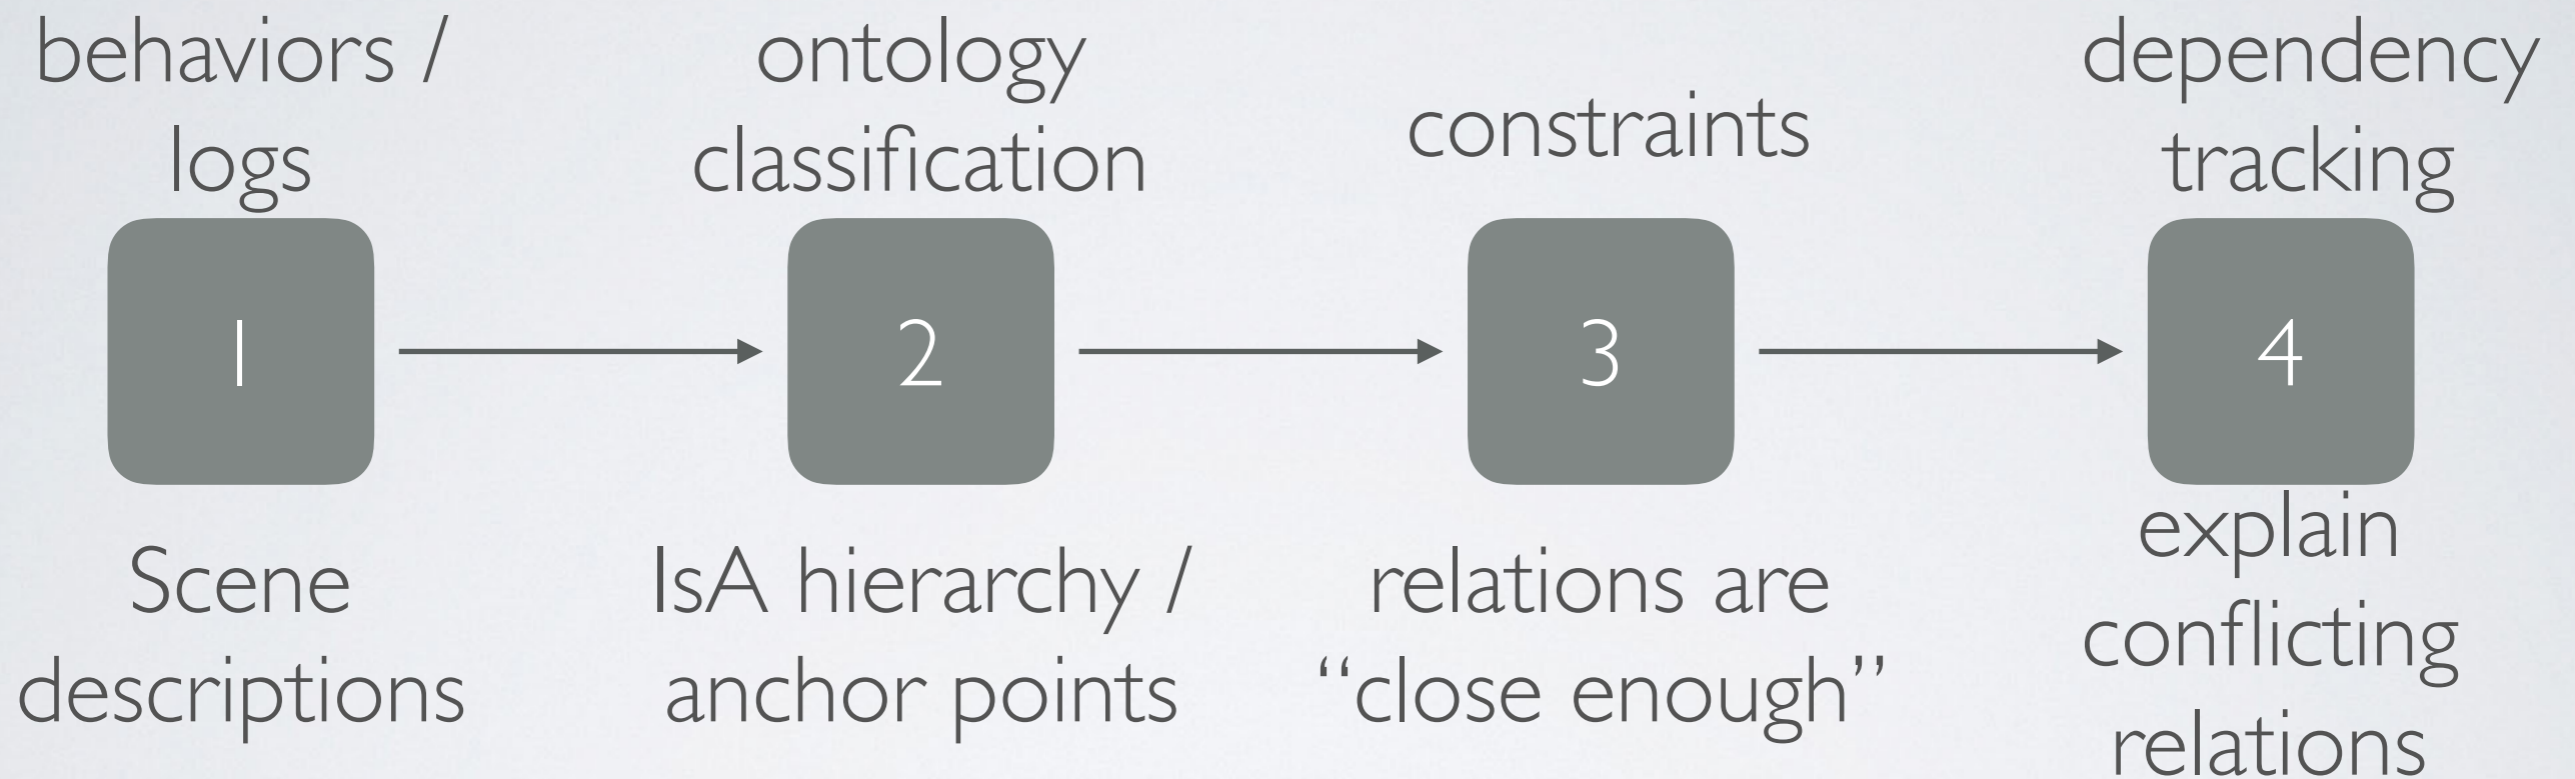 behaviors /
logs
1
Scene
descriptions
ontology
classification
2
IsA hierarchy /
anchor points
constraints
3
relations are
“close enough”
dependency
tracking
4
explain
conflicting
relations